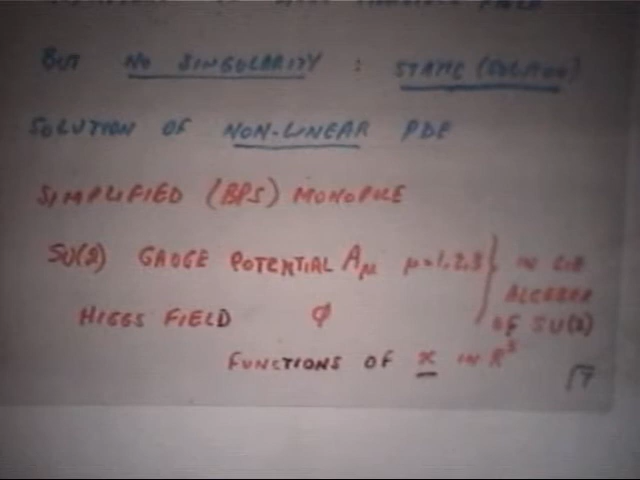 BUT NO SINGULARITY : STATIC (SOLITON)
SOLUTION OF NON-LINEAR PDE
SIMPLIFIED (BPS) MONOPOLE
SU(2) GAUGE POTENTIAL Aμ μ=1,2,3 } IN LIE
ALGEBRA
HIGGS FIELD φ OF SU(2)
FUNCTIONS OF x IN R³
17